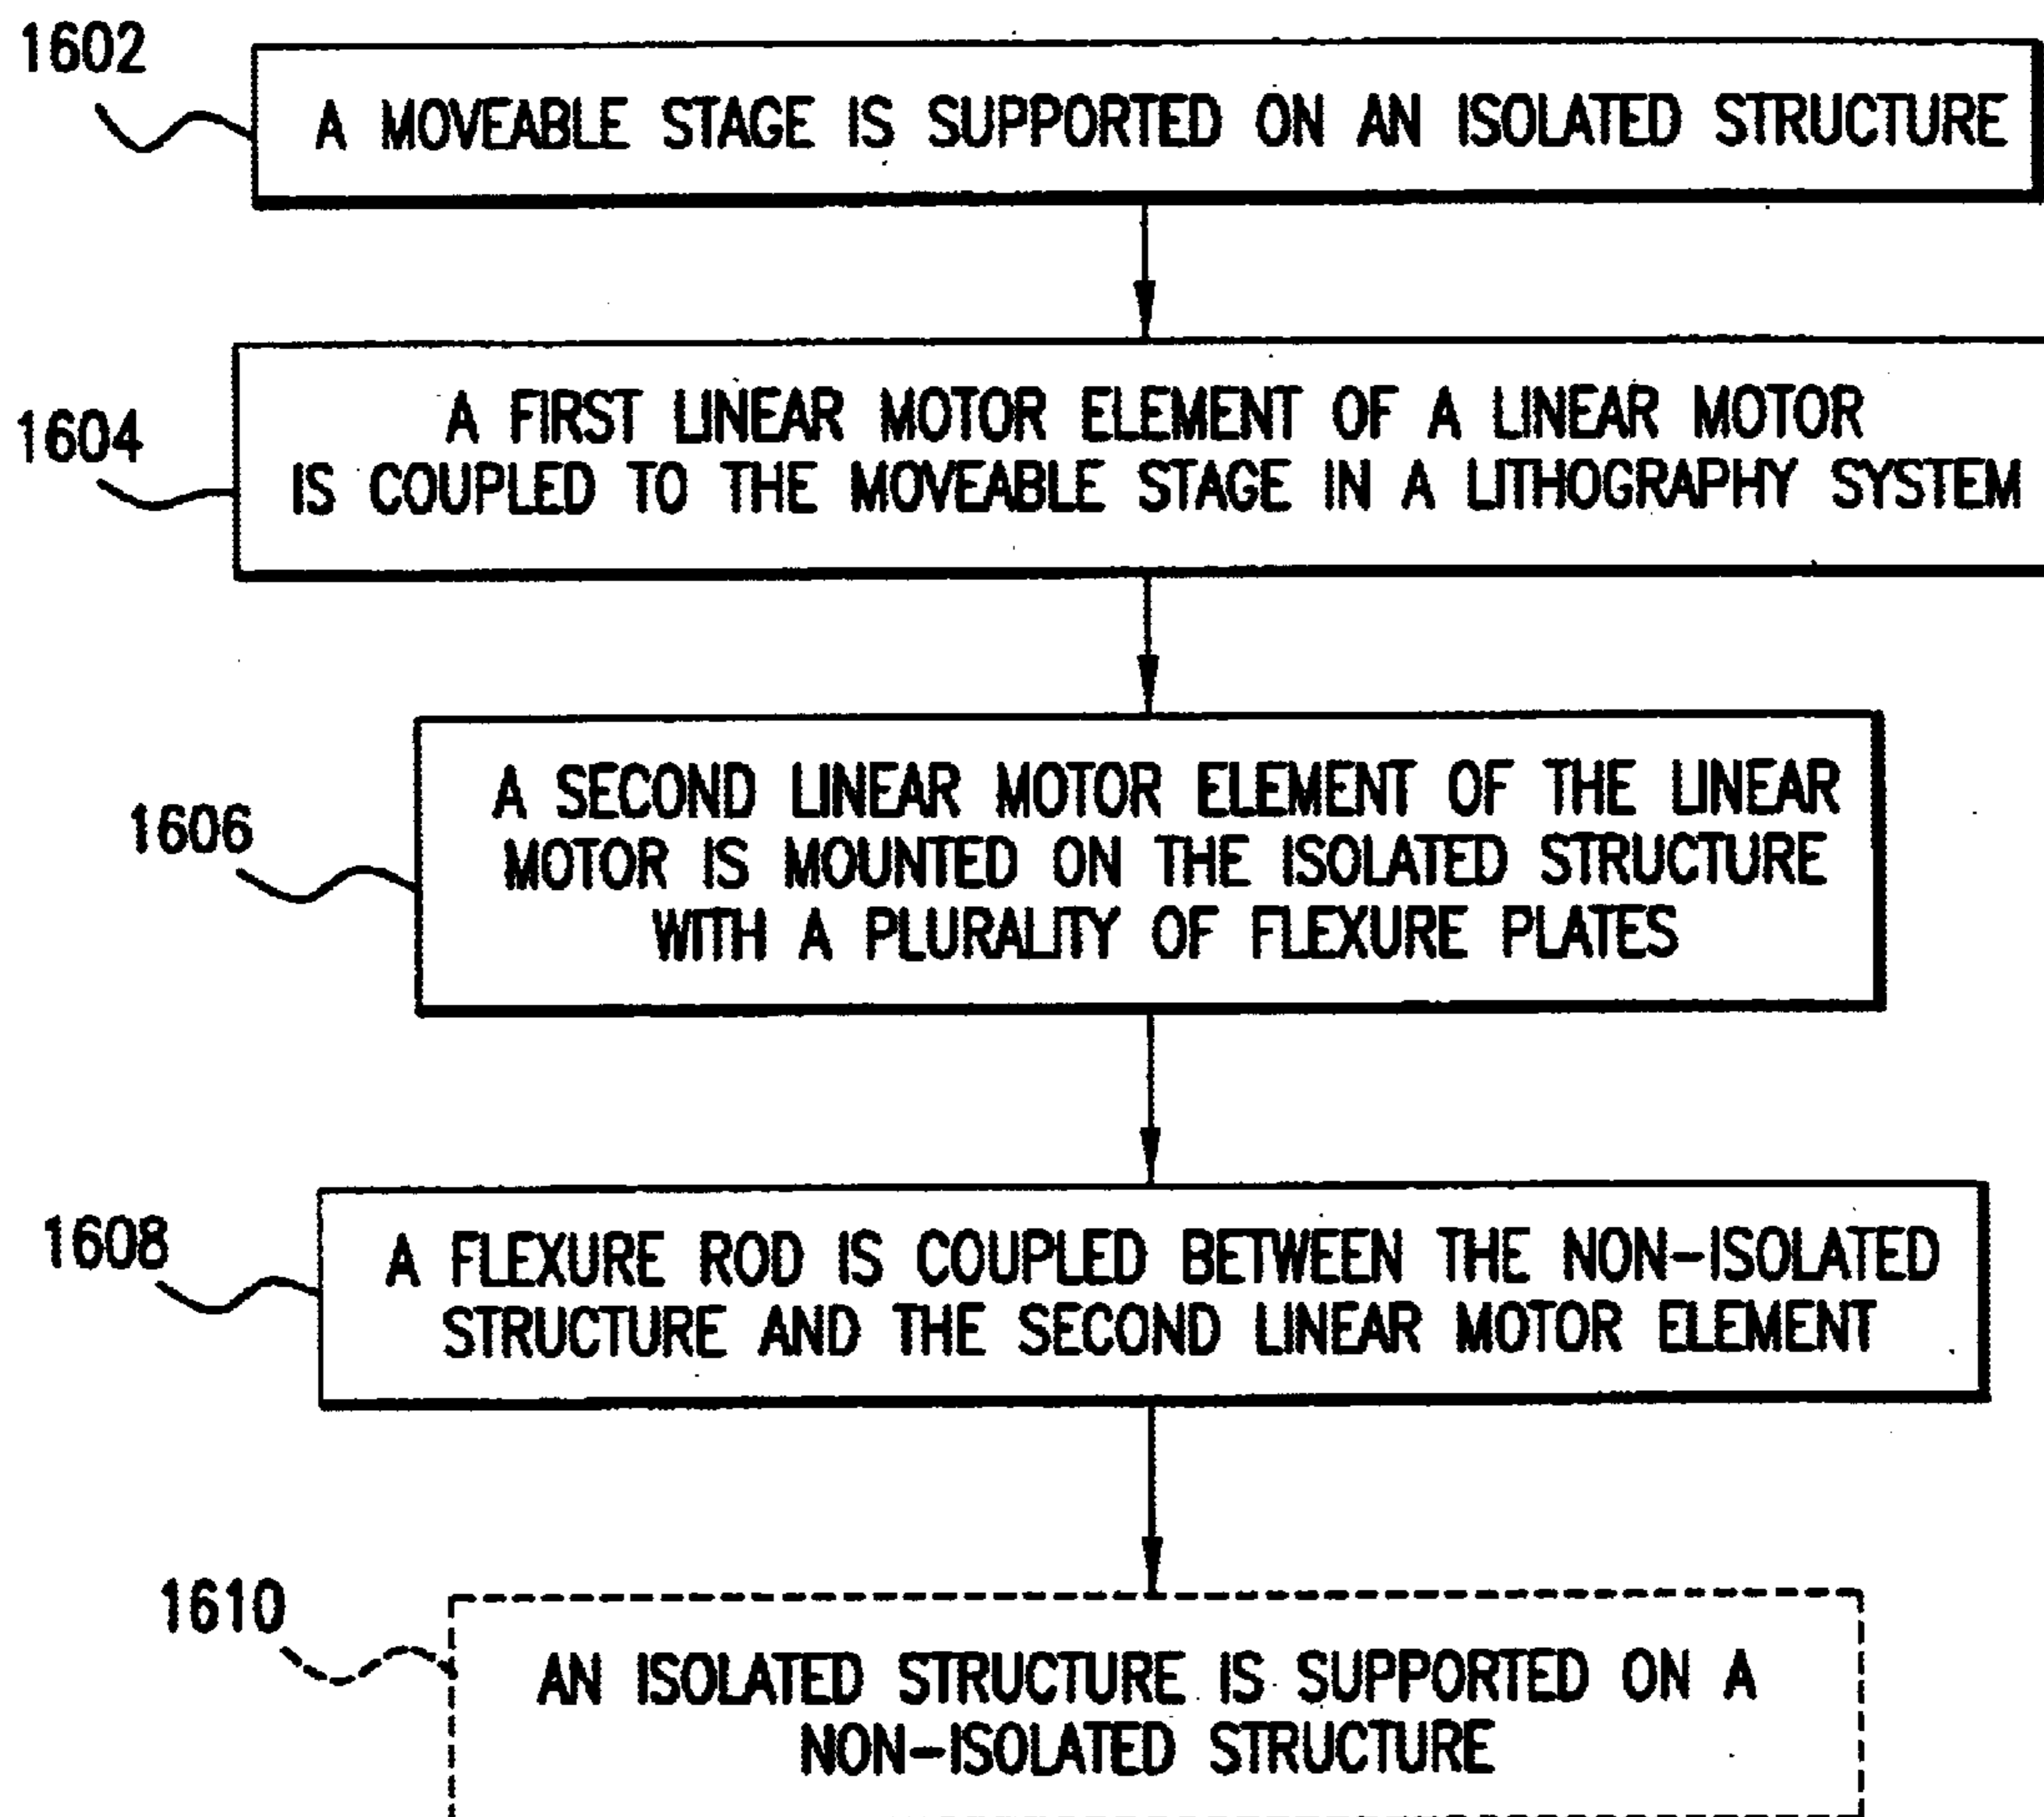 1602
A MOVEABLE STAGE IS SUPPORTED ON AN ISOLATED STRUCTURE
1604
A FIRST LINEAR MOTOR ELEMENT OF A LINEAR MOTOR
IS COUPLED TO THE MOVEABLE STAGE IN A LITHOGRAPHY SYSTEM
1606
A SECOND LINEAR MOTOR ELEMENT OF THE LINEAR
MOTOR IS MOUNTED ON THE ISOLATED STRUCTURE
WITH A PLURALITY OF FLEXURE PLATES
1608
A FLEXURE ROD IS COUPLED BETWEEN THE NON-ISOLATED
STRUCTURE AND THE SECOND LINEAR MOTOR ELEMENT
1610
AN ISOLATED STRUCTURE IS SUPPORTED ON A
NON-ISOLATED STRUCTURE